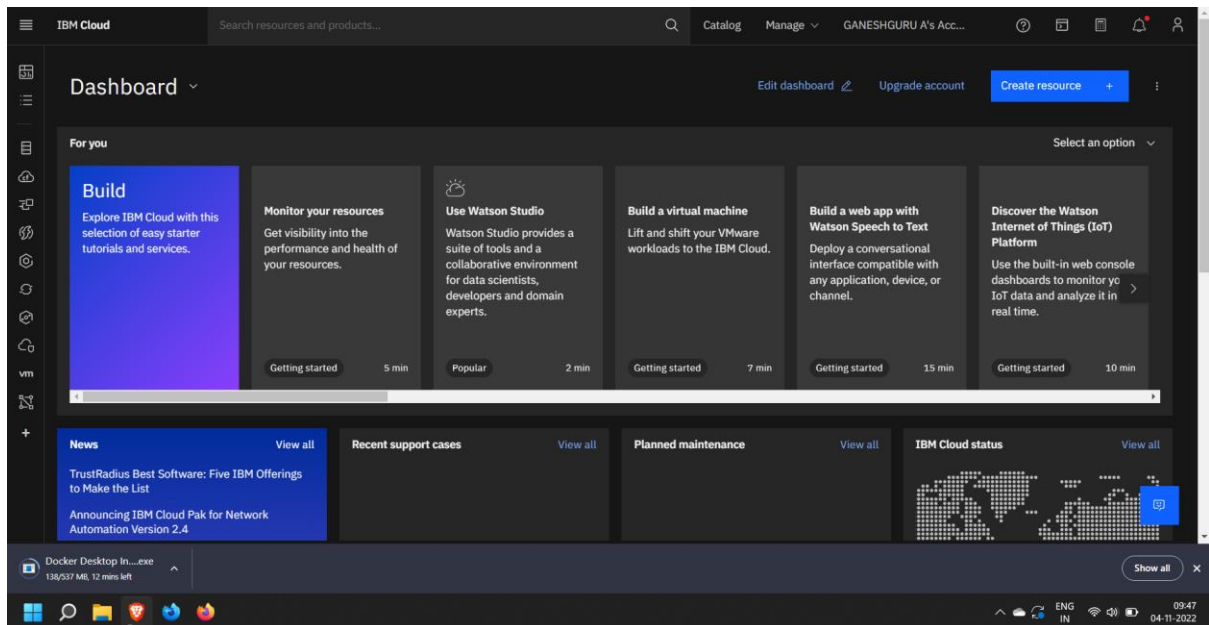 IBM Cloud
Search resources and products...
Catalog
Manage
GANESHGURU A's Acc...
Dashboard
Edit dashboard
Upgrade account
Create resource +
For you
Select an option
Build
Explore IBM Cloud with this
selection of easy starter
tutorials and services.
Monitor your resources
Get visibility into the
performance and health of
your resources.
Getting started
5 min
Use Watson Studio
Watson Studio provides a
suite of tools and a
collaborative environment
for data scientists,
developers and domain
experts.
Popular
2 min
Build a virtual machine
Lift and shift your VMware
workloads to the IBM Cloud.
Getting started
7 min
Build a web app with
Watson Speech to Text
Deploy a conversational
interface compatible with
any application, device, or
channel.
Getting started
15 min
Discover the Watson
Internet of Things (IoT)
Platform
Use the built-in web console
dashboards to monitor yo
IoT data and analyze it in
real time.
Getting started
10 min
vm
+
News
View all
TrustRadius Best Software: Five IBM Offerings
to Make the List
Announcing IBM Cloud Pak for Network
Automation Version 2.4
Recent support cases
View all
Planned maintenance
View all
IBM Cloud status
View all
Docker Desktop In....exe
138/537 MB, 12 mins left
Show all
ENG
IN
09:47
04-11-2022